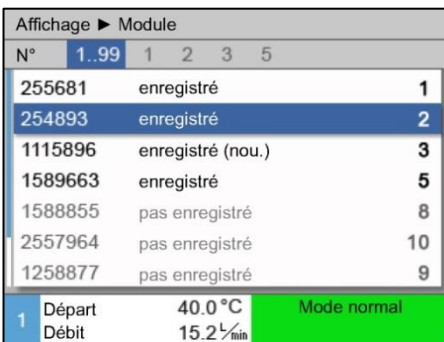 Affichage ► Module
N° 1..99 1 2 3 5
255681 enregistré 1
254893 enregistré 2
1115896 enregistré (nou.) 3
1589663 enregistré 5
1588855 pas enregistré 8
2557964 pas enregistré 10
1258877 pas enregistré 9
1 Départ 40.0 °C Mode normal
Débit 15.2 L/min